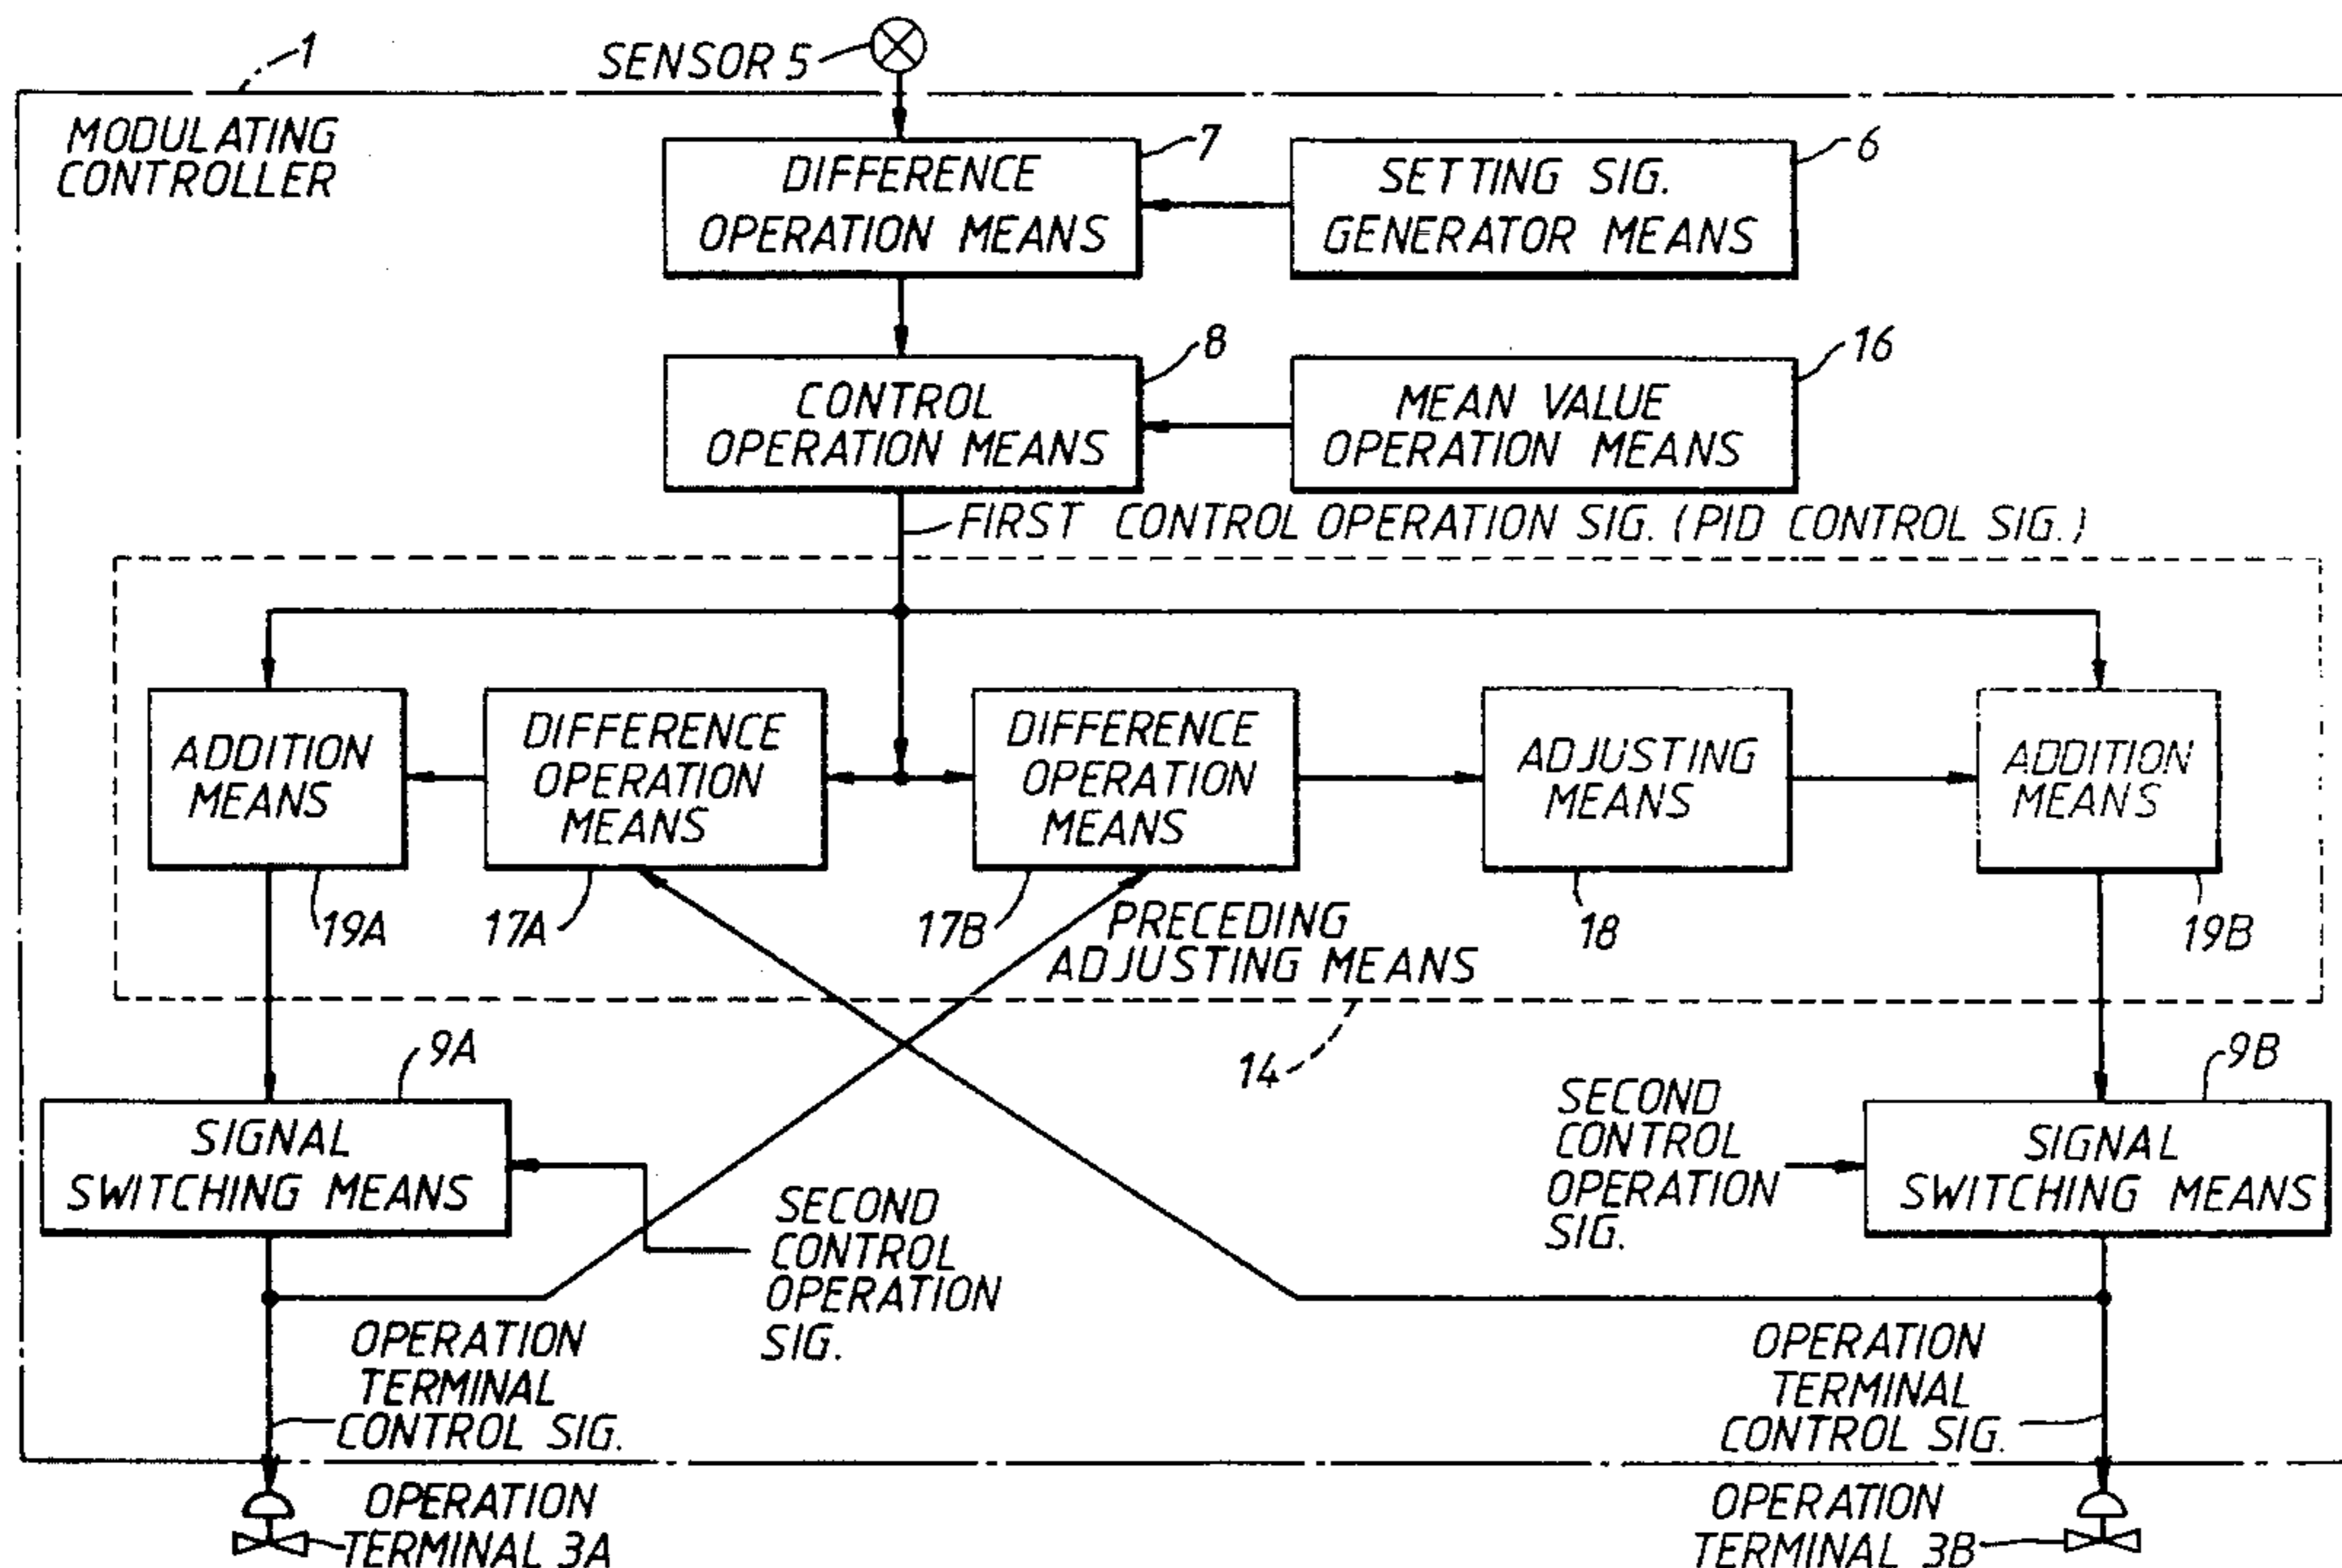 1
SENSOR 5
MODULATING
CONTROLLER
7
DIFFERENCE
OPERATION MEANS
6
SETTING SIG.
GENERATOR MEANS
8
CONTROL
OPERATION MEANS
16
MEAN VALUE
OPERATION MEANS
FIRST CONTROL OPERATION SIG. (PID CONTROL SIG.)
ADDITION
MEANS
DIFFERENCE
OPERATION
MEANS
DIFFERENCE
OPERATION
MEANS
ADJUSTING
MEANS
ADDITION
MEANS
19A
17A
17B
PRECEDING
ADJUSTING MEANS
18
19B
9A
14
9B
SIGNAL
SWITCHING MEANS
SECOND
CONTROL
OPERATION
SIG.
SECOND
CONTROL
OPERATION
SIG.
SIGNAL
SWITCHING MEANS
OPERATION
TERMINAL
CONTROL SIG.
OPERATION
TERMINAL
CONTROL SIG.
OPERATION
TERMINAL 3A
OPERATION
TERMINAL 3B